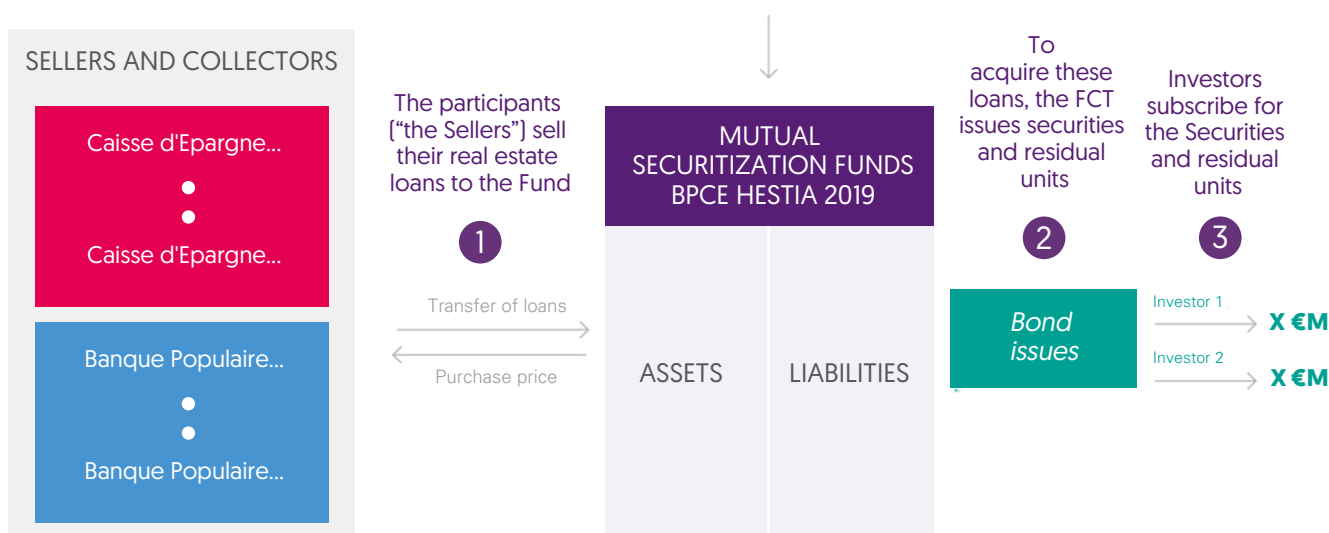 SELLERS AND COLLECTORS
Caisse d'Epargne...
Caisse d'Epargne...
Banque Populaire...
Banque Populaire...
The participants
(“the Sellers”) sell
their real estate
loans to the Fund
1
Transfer of loans
Purchase price
MUTUAL
SECURITIZATION FUNDS
BPCE HESTIA 2019
ASSETS
LIABILITIES
To
acquire these
loans, the FCT
issues securities
and residual
units
2
Bond
issues
Investors
subscribe for
the Securities
and residual
units
3
Investor 1
X €M
Investor 2
X €M